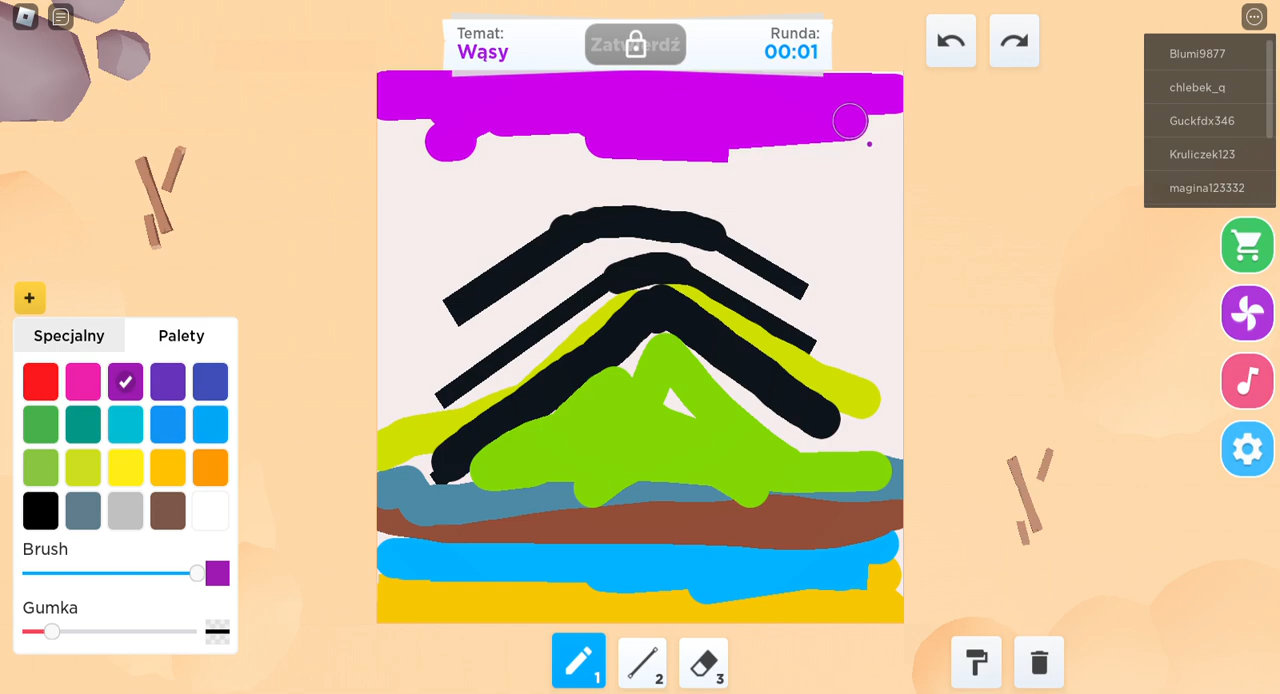 Temat:
Wąsy
Zatwierdź
Runda:
00:01
Blumi9877
chlebek_q
Guckfdx346
Kruliczek123
magina123332
+
Specjalny
Palety
Brush
Gumka
1
2
3